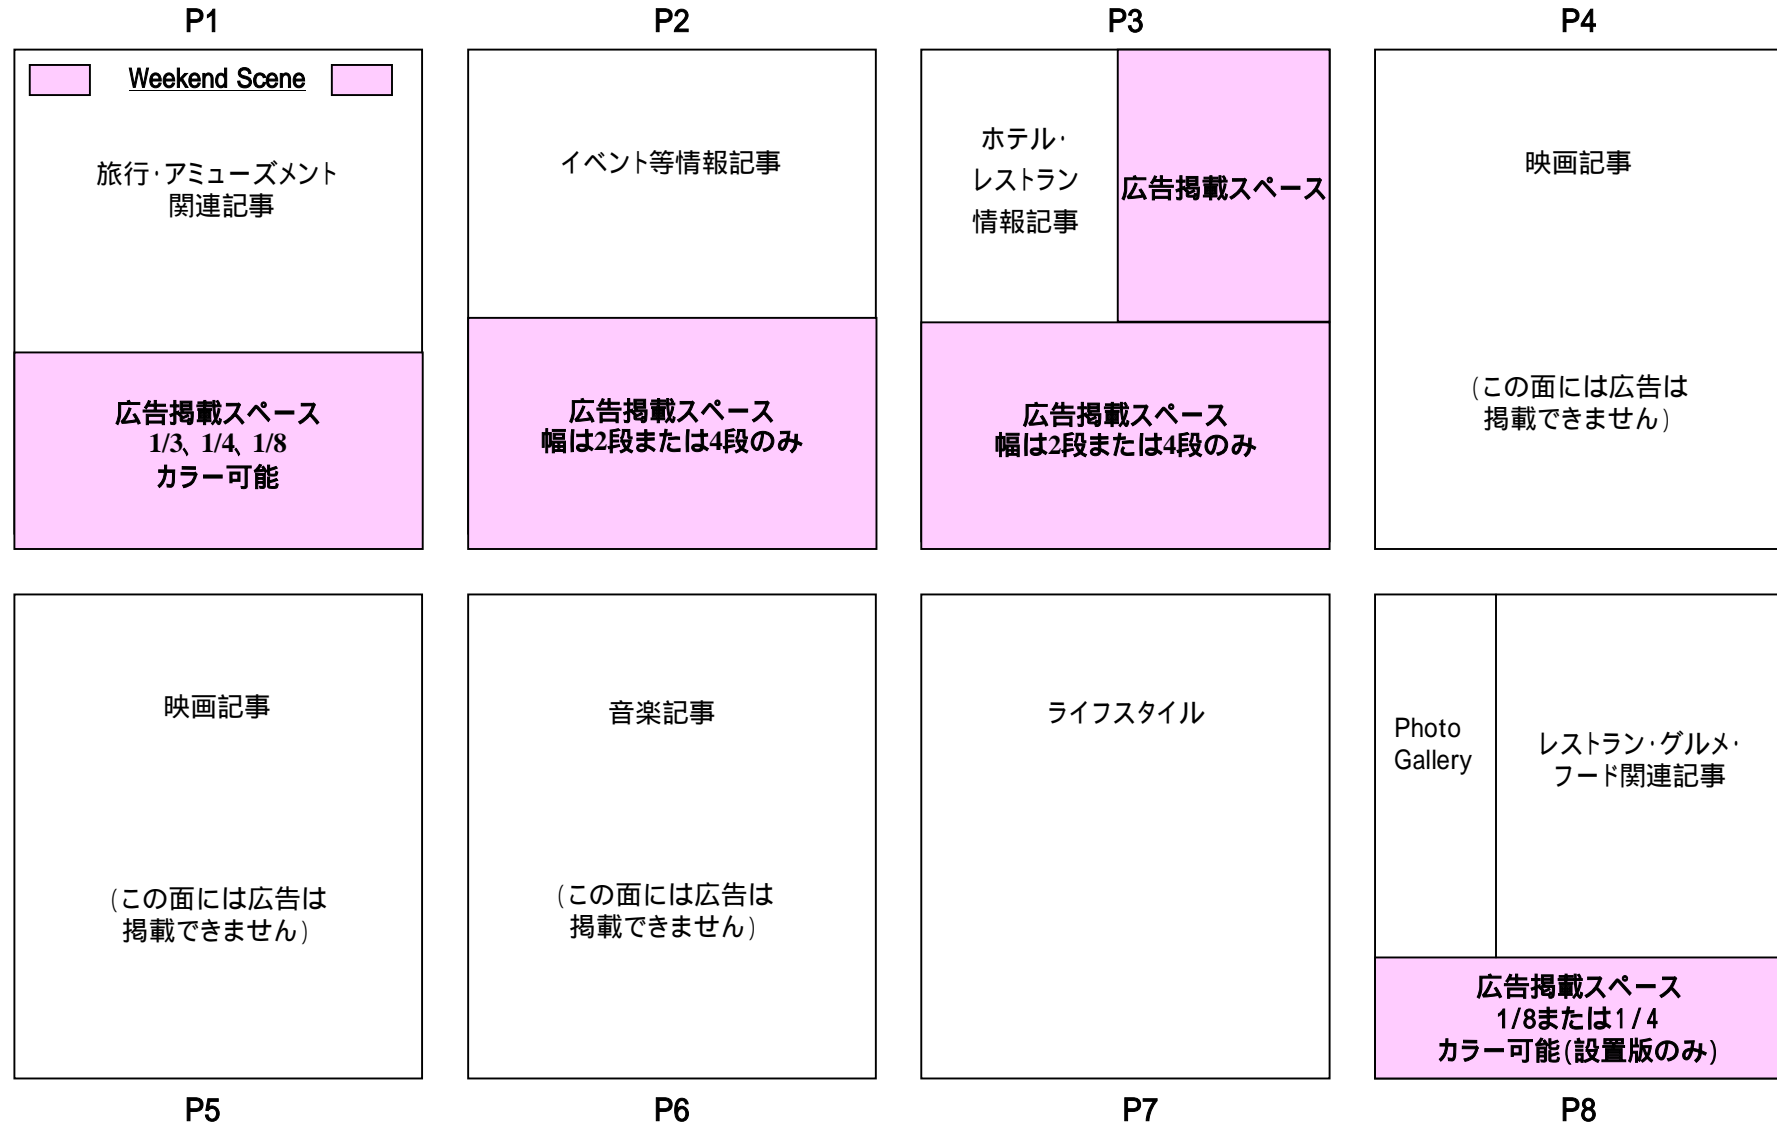 P1
Weekend Scene
旅行・アミューズメント
関連記事
広告掲載スペース
1/3、1/4、1/8
カラー可能
P2
イベント等情報記事
広告掲載スペース
幅は2段または4段のみ
P3
ホテル・
レストラン
情報記事
広告掲載スペース
広告掲載スペース
幅は2段または4段のみ
P4
映画記事
(この面には広告は
掲載できません)
映画記事
(この面には広告は
掲載できません)
P5
音楽記事
(この面には広告は
掲載できません)
P6
ライフスタイル
P7
Photo
Gallery
レストラン・グルメ・
フード関連記事
広告掲載スペース
1/8または1/4
カラー可能(設置版のみ)
P8